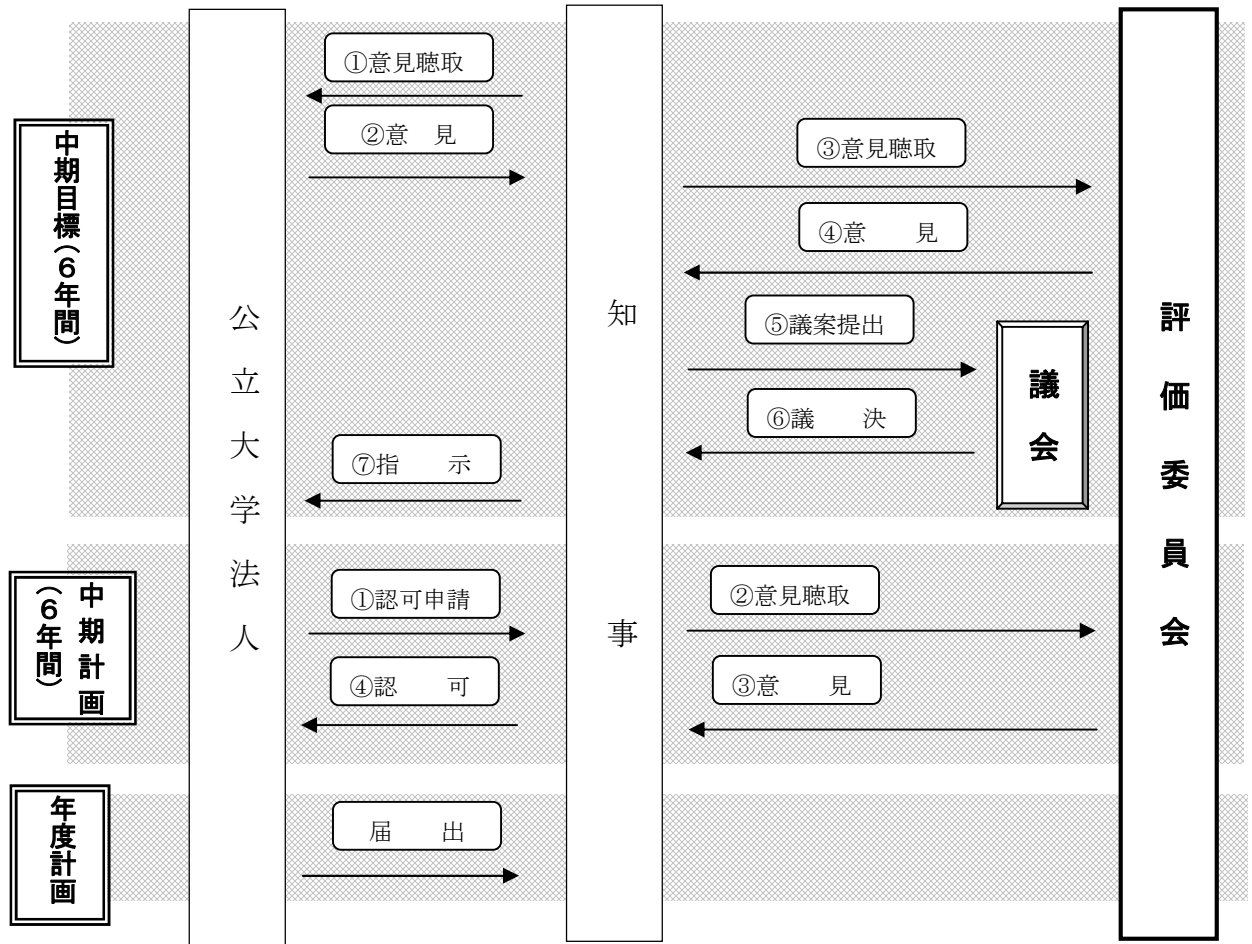 中期目標（６年間）
公立大学法人
知事
評価委員会
①意見聴取
②意　見
③意見聴取
④意　　見
⑤議案提出
議会
⑥議　　決
⑦指　　示
中期計画
（６年間）
①認可申請
②意見聴取
③意　　見
④認　　可
年度計画
届　　出